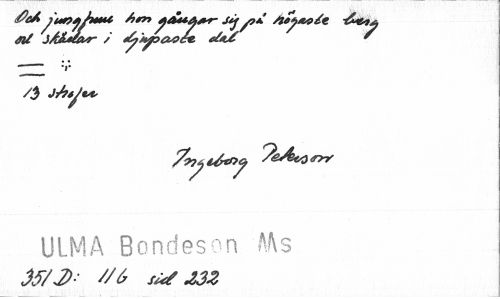 Och jungfrun hon gångar sig på högaste berg
och skådar i djupaste dal
13 strofer
Ingeborg Peterson
ULMA Bondeson Ms
351 D: 116 sid 232